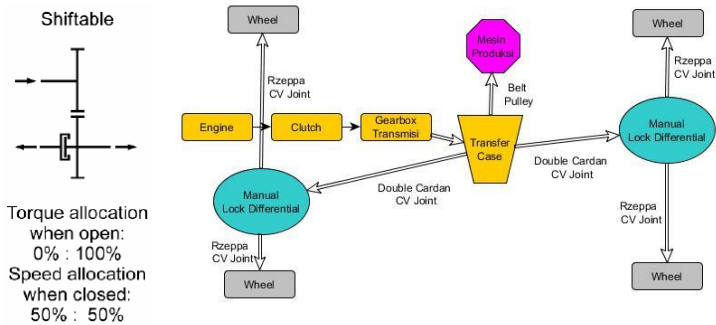 Shiftable
Torque allocation
when open:
0% : 100%
Speed allocation
when closed:
50% : 50%
Wheel
Rzeppa
CV Joint
Engine
Clutch
Gearbox
Transmisi
Mesin
Produksi
Belt
Pulley
Transfer
Case
Double Cardan
CV Joint
Double Cardan
CV Joint
Manual
Lock Differential
Rzeppa
CV Joint
Wheel
Wheel
Rzeppa
CV Joint
Manual
Lock Differential
Rzeppa
CV Joint
Wheel